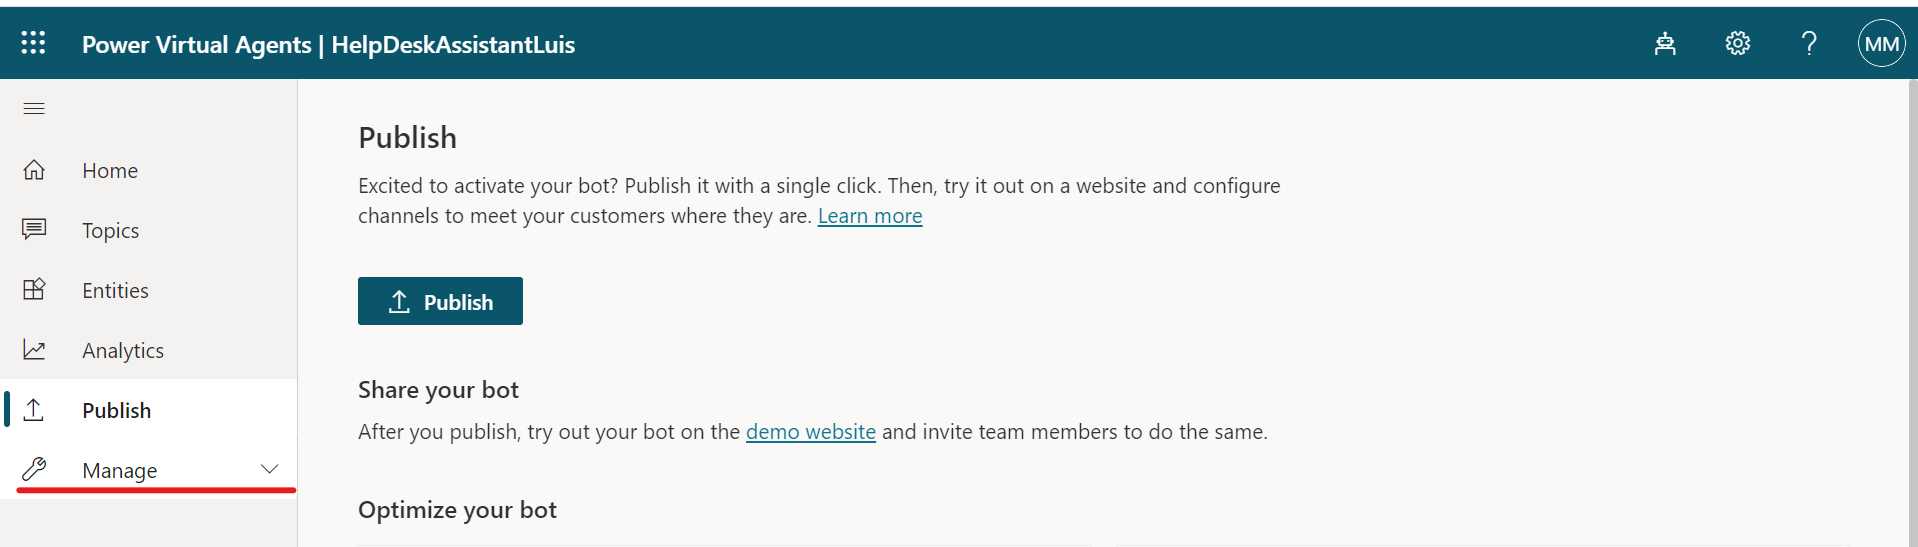 Power Virtual Agents | HelpDeskAssistantLuis
MM
Home
Topics
Entities
Analytics
Publish
Manage
Publish
Excited to activate your bot? Publish it with a single click. Then, try it out on a website and configure
channels to meet your customers where they are. Learn more
Publish
Share your bot
After you publish, try out your bot on the demo website and invite team members to do the same.
Optimize your bot